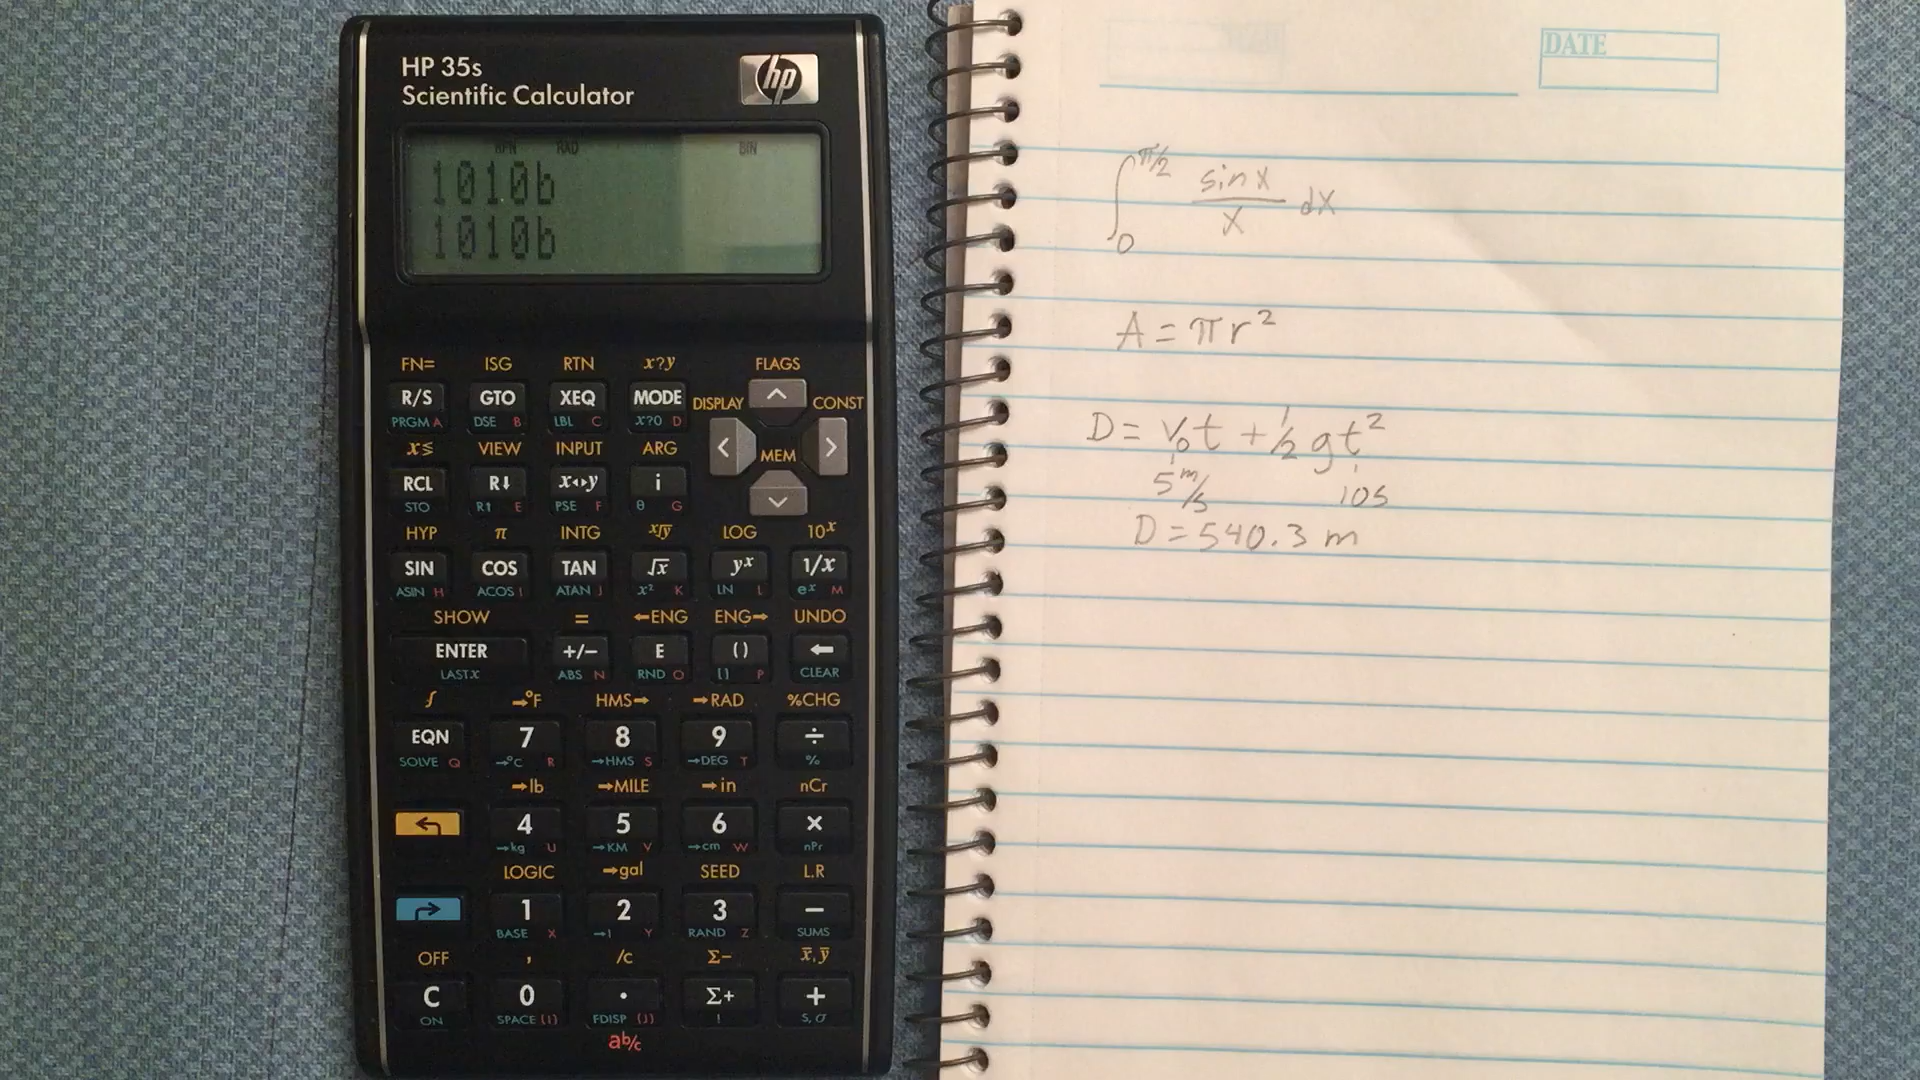 HP 35s
Scientific Calculator
hp
RPN RAD BIN
1010b
1010b
FN= ISG RTN x?y FLAGS
R/S GTO XEQ MODE DISPLAY CONST
PRGM A DSE B LBL C x?0 D
x≶ VIEW INPUT ARG MEM
RCL R↓ x↔y i
STO R↑ E PSE F θ G
HYP π INTG x√y LOG 10ˣ
SIN COS TAN √x yˣ 1/x
ASIN H ACOS I ATAN J x² K LN L eˣ M
SHOW = ←ENG ENG→ UNDO
ENTER +/− E ( ) ←
LAST x ABS N RND O [ ] P CLEAR
∫ →°F HMS→ →RAD %CHG
EQN 7 8 9 ÷
SOLVE Q →°C R →HMS S →DEG T %
→lb →MILE →in nCr
4 5 6 ×
→kg U →KM V →cm W nPr
LOGIC →gal SEED L.R
1 2 3 −
BASE X →I Y RAND Z SUMS
OFF , /c Σ− x̄,ȳ
C 0 · Σ+ +
ON SPACE (I) FDISP (J) ! S,σ
ab/c
DATE
∫₀^π/2 sin x / x dx
A = πr²
D = V₀t + ½gt²
5 m/s 10s
D = 540.3 m